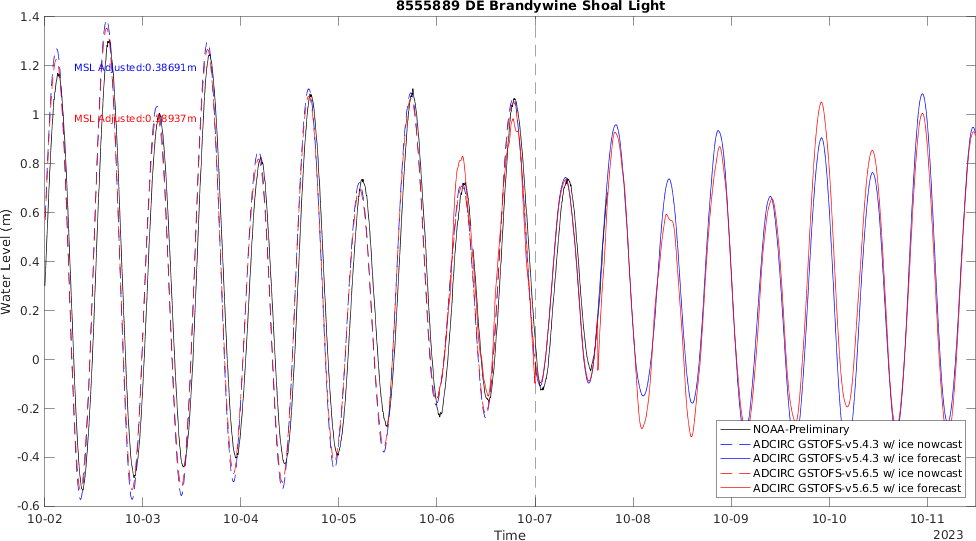 8555889 DE Brandywine Shoal Light
1.4
1.2
1
0.8
0.6
0.4
0.2
0
-0.2
-0.4
-0.6
Water Level (m)
MSL Adjusted:0.38691m
MSL Adjusted:0.38937m
NOAA-Preliminary
ADCIRC GSTOFS-v5.4.3 w/ ice nowcast
ADCIRC GSTOFS-v5.4.3 w/ ice forecast
ADCIRC GSTOFS-v5.6.5 w/ ice nowcast
ADCIRC GSTOFS-v5.6.5 w/ ice forecast
10-02 10-03 10-04 10-05 10-06 10-07 10-08 10-09 10-10 10-11
Time
2023